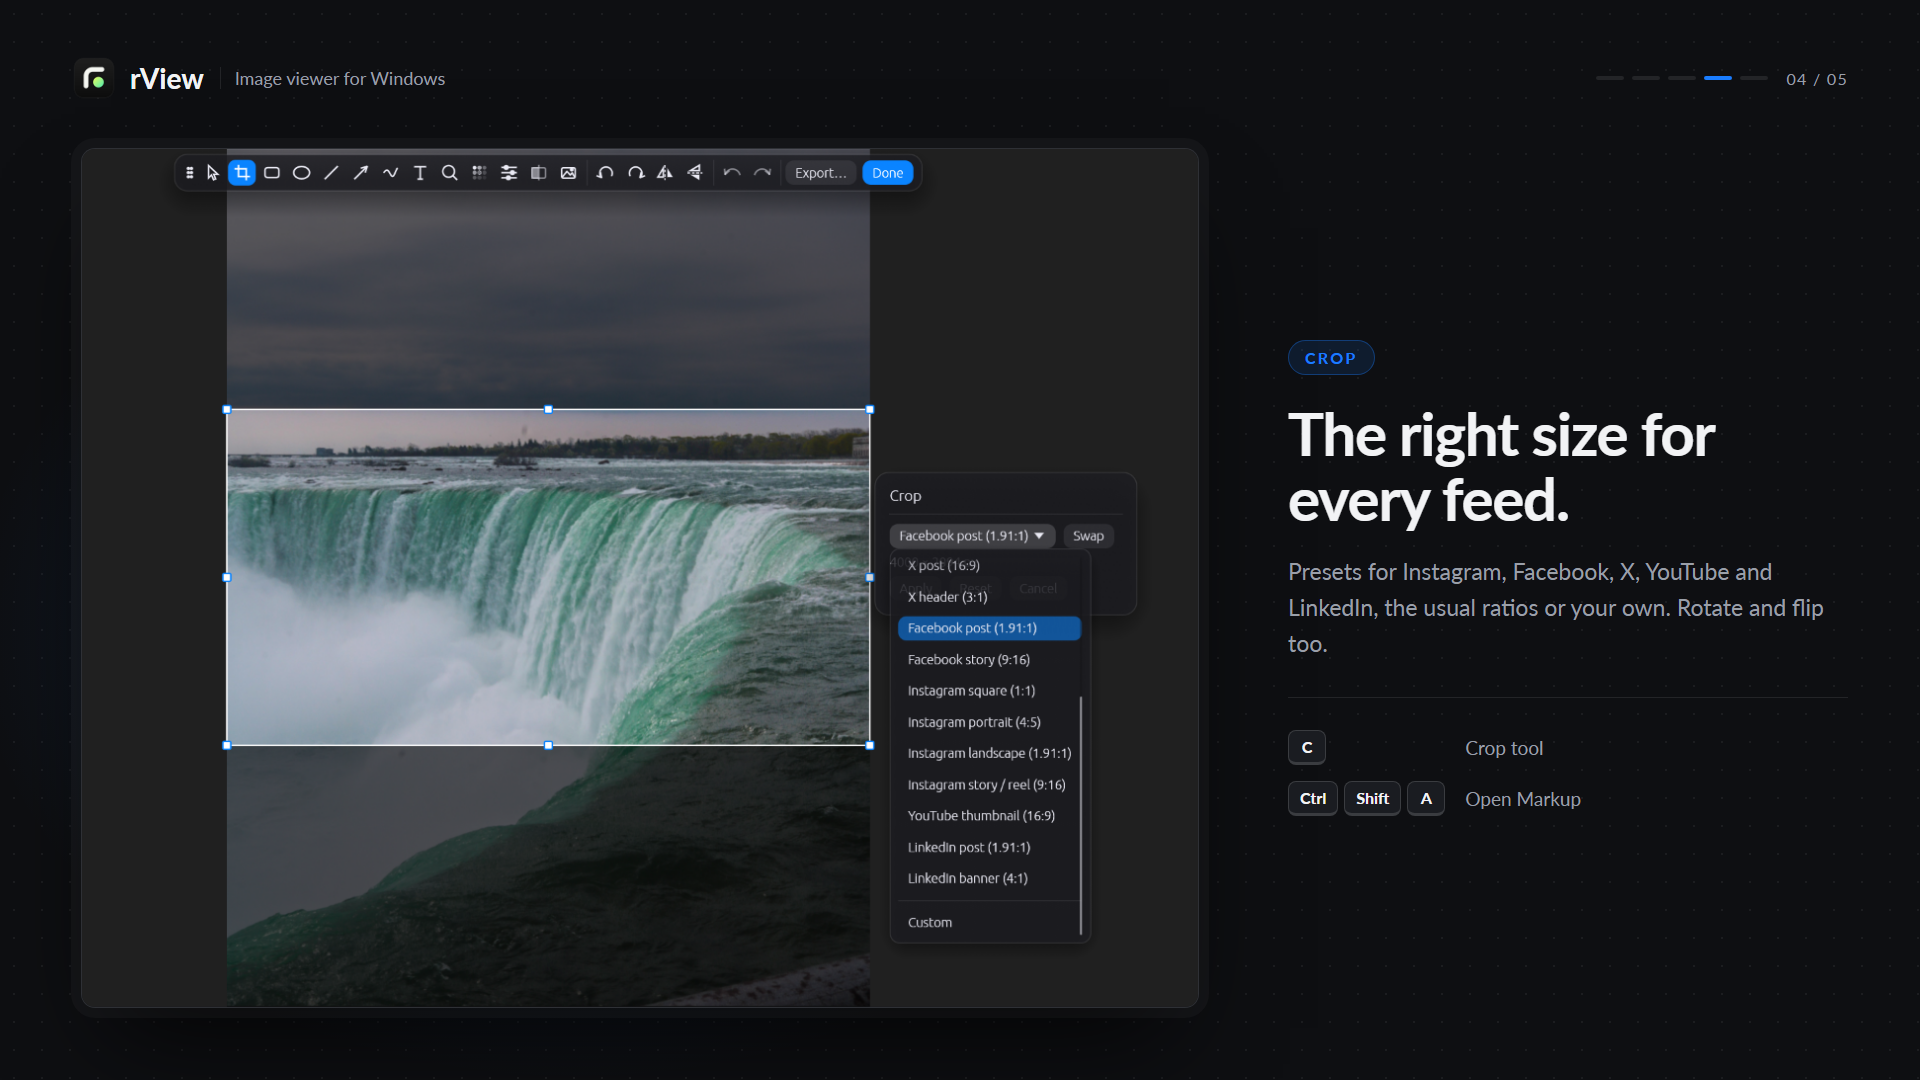 rView
Image viewer for Windows
04 / 05
T
Export...
Done
Crop
Facebook post (1.91:1)
Swap
X post (16:9)
Cancel
X header (3:1)
Facebook post (1.91:1)
Facebook story (9:16)
Instagram square (1:1)
Instagram portrait (4:5)
Instagram landscape (1.91:1)
Instagram story / reel (9:16)
YouTube thumbnail (16:9)
LinkedIn post (1.91:1)
LinkedIn banner (4:1)
Custom
CROP
The right size for
every feed.
Presets for Instagram, Facebook, X, YouTube and
LinkedIn, the usual ratios or your own. Rotate and flip
too.
C
Crop tool
Ctrl Shift A
Open Markup